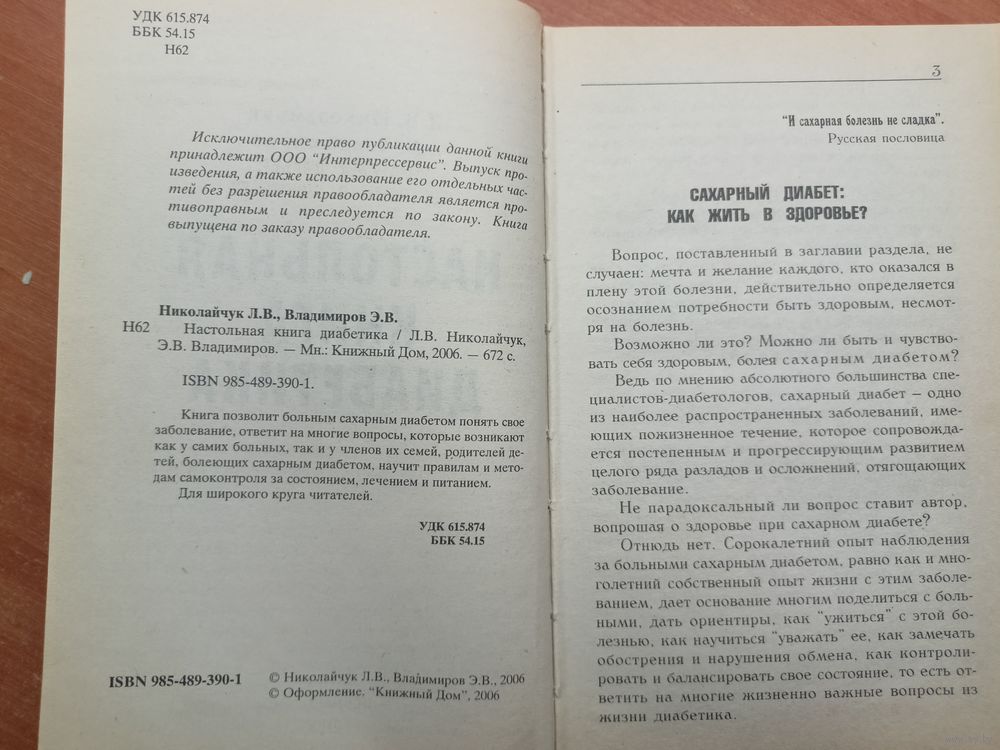 УДК 615.874
ББК 54.15
Н62
Исключительное право публикации данной книги
принадлежит ООО "Интерпрессервис". Выпуск про-
изведения, а также использование его отдельных час-
тей без разрешения правообладателя является про-
тивоправным и преследуется по закону. Книга
выпущена по заказу правообладателя.
Николайчук Л.В., Владимиров Э.В.
Н62 Настольная книга диабетика / Л.В. Николайчук,
Э.В. Владимиров. — Мн.: Книжный Дом, 2006. — 672 с.
ISBN 985-489-390-1.
Книга позволит больным сахарным диабетом понять свое
заболевание, ответит на многие вопросы, которые возникают
как у самих больных, так и у членов их семей, родителей де-
тей, болеющих сахарным диабетом, научит правилам и мето-
дам самоконтроля за состоянием, лечением и питанием.
Для широкого круга читателей.
УДК 615.874
ББК 54.15
ISBN 985-489-390-1
© Николайчук Л.В., Владимиров Э.В., 2006
© Оформление. "Книжный Дом", 2006
3
"И сахарная болезнь не сладка".
Русская пословица
САХАРНЫЙ ДИАБЕТ:
КАК ЖИТЬ В ЗДОРОВЬЕ?
Вопрос, поставленный в заглавии раздела, не
случаен: мечта и желание каждого, кто оказался в
плену этой болезни, действительно определяется
осознанием потребности быть здоровым, несмот-
ря на болезнь.
Возможно ли это? Можно ли быть и чувство-
вать себя здоровым, болея сахарным диабетом?
Ведь по мнению абсолютного большинства спе-
циалистов-диабетологов, сахарный диабет – одно
из наиболее распространенных заболеваний, име-
ющих пожизненное течение, которое сопровожда-
ется постепенным и прогрессирующим развитием
целого ряда разладов и осложнений, отягощающих
заболевание.
Не парадоксальный ли вопрос ставит автор,
вопрошая о здоровье при сахарном диабете?
Отнюдь нет. Сорокалетний опыт наблюдения
за больными сахарным диабетом, равно как и мно-
голетний собственный опыт жизни с этим заболе-
ванием, дает основание многим поделиться с боль-
ными, дать ориентиры, как "ужиться" с этой бо-
лезнью, как научиться "уважать" ее, как замечать
обострения и нарушения обмена, как контроли-
ровать и балансировать свое состояние, то есть от-
ветить на многие жизненно важные вопросы из
жизни диабетика.